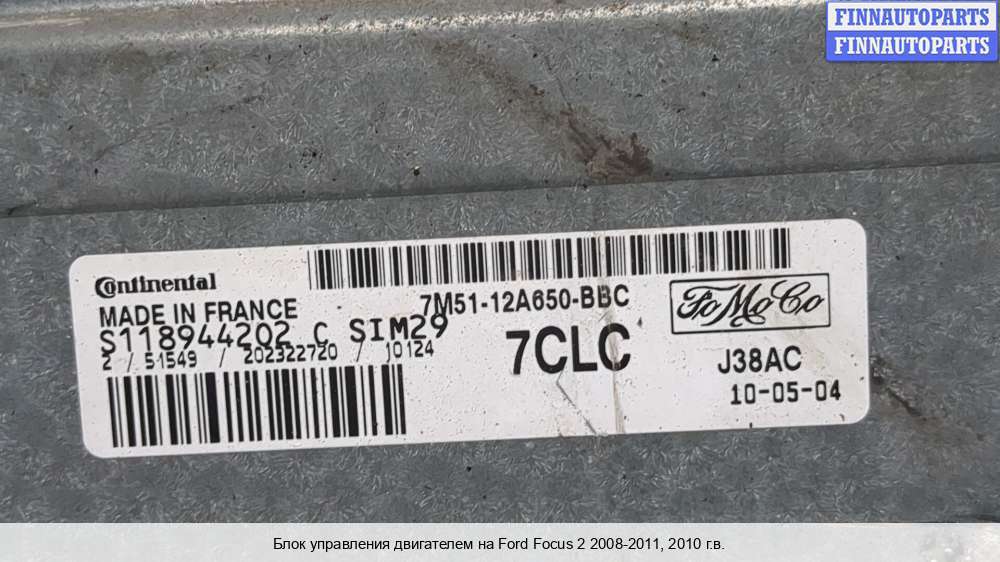 FINNAUTOPARTS
FINNAUTOPARTS
Continental
MADE IN FRANCE
7M51-12A650-BBC
FoMoCo
S118944202 C SIM29
2 / 51549 / 202322720 / 10124
7CLC
J38AC
10-05-04
Блок управления двигателем на Ford Focus 2 2008-2011, 2010 г.в.